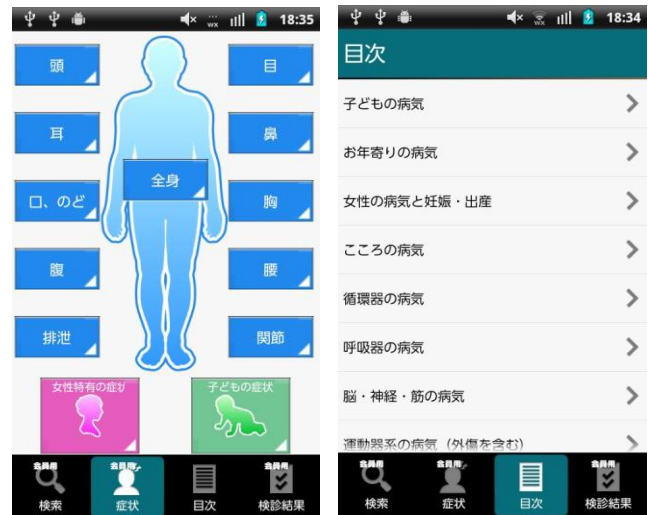 18:35
頭
目
耳
鼻
全身
口、のど
胸
腹
腰
排泄
関節
女性特有の症状
子どもの症状
会員用
会員用
会員用
検索
症状
目次
検診結果
18:34
目次
子どもの病気
お年寄りの病気
女性の病気と妊娠・出産
こころの病気
循環器の病気
呼吸器の病気
脳・神経・筋の病気
運動器系の病気(外傷を含む)
会員用
会員用
会員用
検索
症状
目次
検診結果